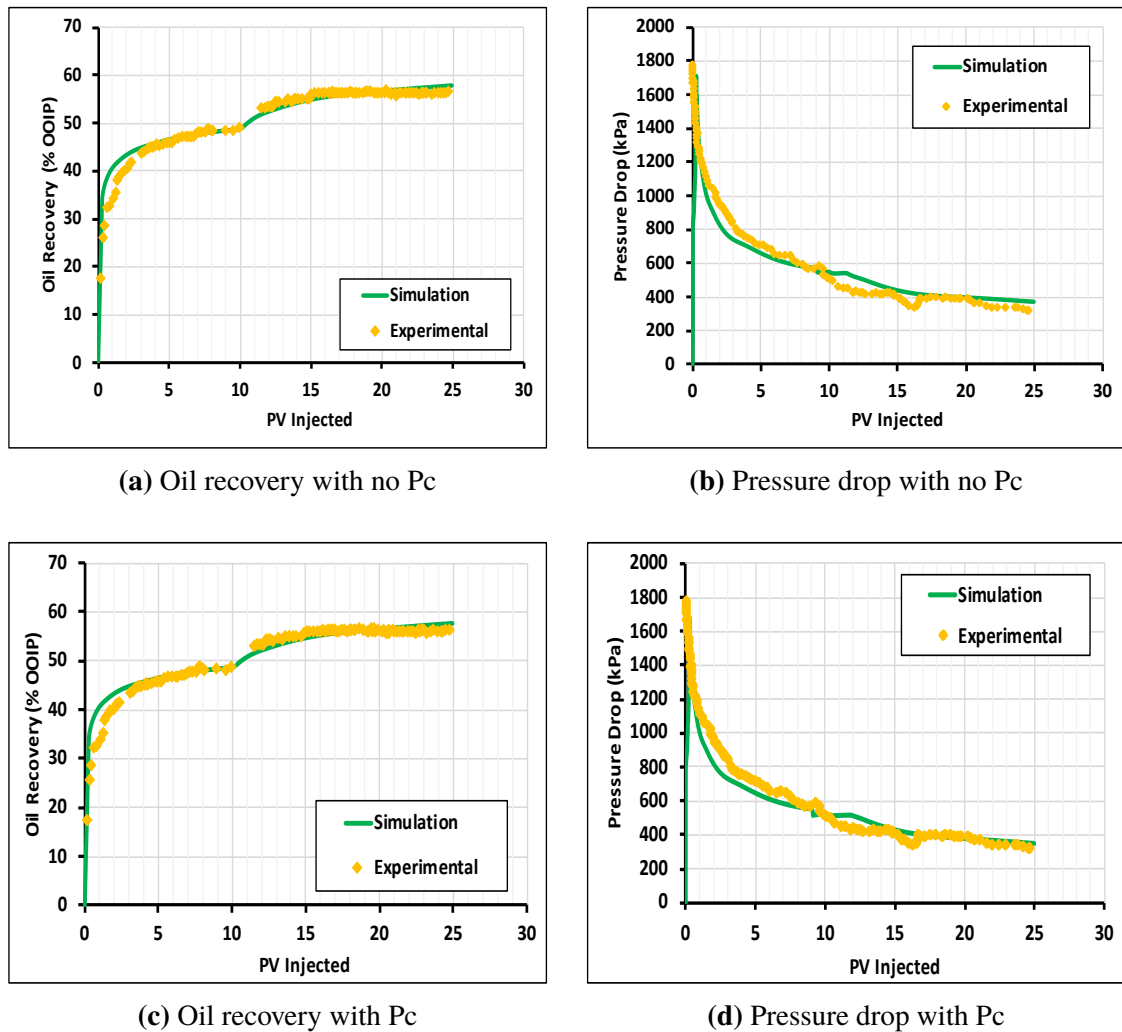 70
60
50
40
30
20
10
0
Oil Recovery (% OOIP)
Simulation
Experimental
0 5 10 15 20 25 30
PV Injected
(a) Oil recovery with no Pc
2000
1800
1600
1400
1200
1000
800
600
400
200
0
Pressure Drop (kPa)
Simulation
Experimental
0 5 10 15 20 25 30
PV Injected
(b) Pressure drop with no Pc
70
60
50
40
30
20
10
0
Oil Recovery (% OOIP)
Simulation
Experimental
0 5 10 15 20 25 30
PV Injected
(c) Oil recovery with Pc
2000
1800
1600
1400
1200
1000
800
600
400
200
0
Pressure Drop (kPa)
Simulation
Experimental
0 5 10 15 20 25 30
PV Injected
(d) Pressure drop with Pc